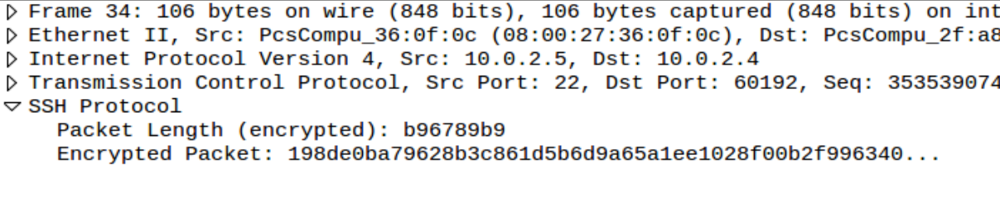 Frame 34: 106 bytes on wire (848 bits), 106 bytes captured (848 bits) on int
Ethernet II, Src: PcsCompu_36:0f:0c (08:00:27:36:0f:0c), Dst: PcsCompu_2f:a8
Internet Protocol Version 4, Src: 10.0.2.5, Dst: 10.0.2.4
Transmission Control Protocol, Src Port: 22, Dst Port: 60192, Seq: 353539074
SSH Protocol
Packet Length (encrypted): b96789b9
Encrypted Packet: 198de0ba79628b3c861d5b6d9a65a1ee1028f00b2f996340...